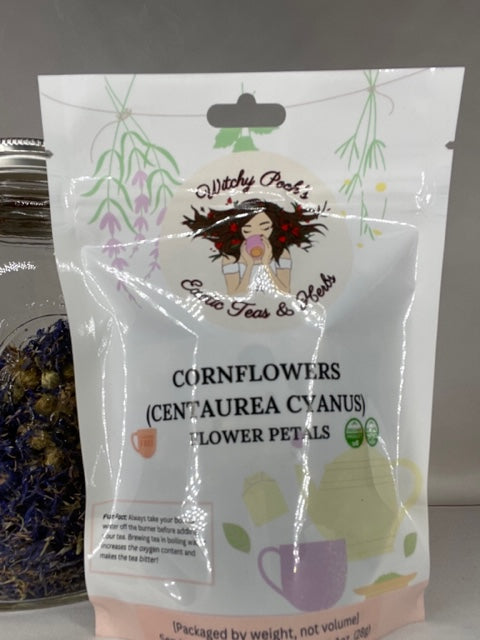 Witchy Pooh's
Exotic Teas & Herbs
CORNFLOWERS
(CENTAUREA CYANUS)
FLOWER PETALS
Always take your
water off the burner before
your tea. Brewing tea in boiling
increases the oxygen content and
makes the tea bitter!
[Packaged by weight, not volume]
(28g)